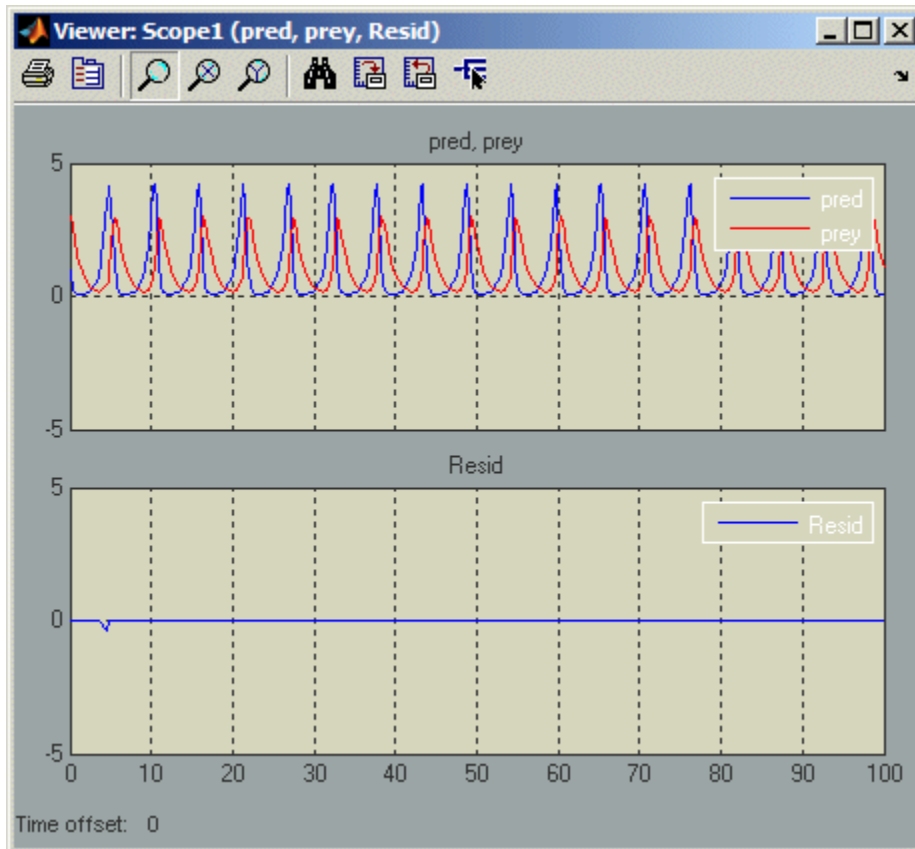 Viewer: Scope1 (pred, prey, Resid)
pred, prey
5
pred
prey
0
-5
Resid
5
Resid
0
-5
0 10 20 30 40 50 60 70 80 90 100
Time offset: 0